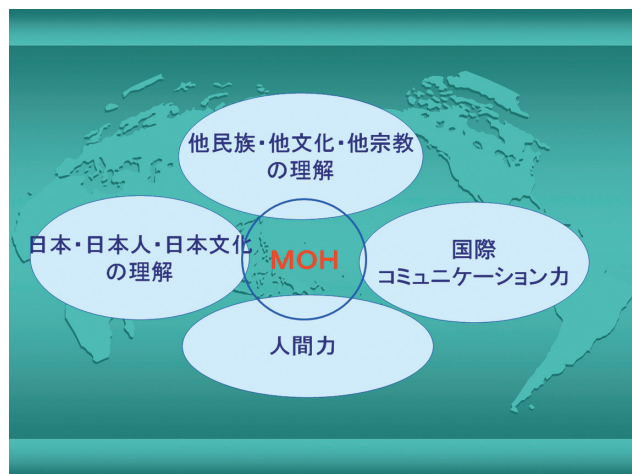 他民族・他文化・他宗教
の理解
日本・日本人・日本文化
の理解
MOH
国際
コミュニケーション力
人間力